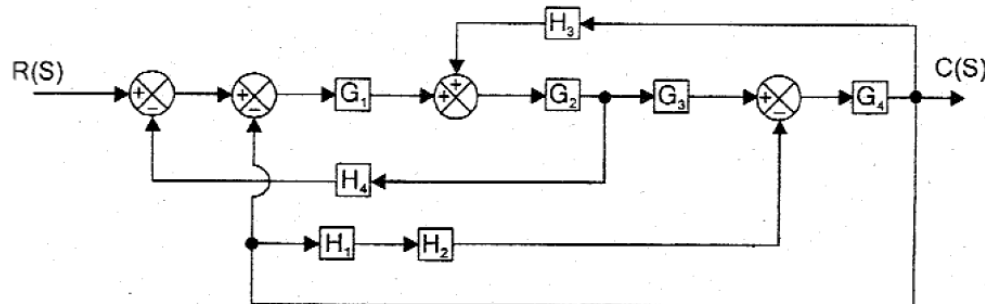 H₃
R(S) + − + − G₁ + + G₂ G₃ + − G₄ C(S)
H₄
H₁ H₂